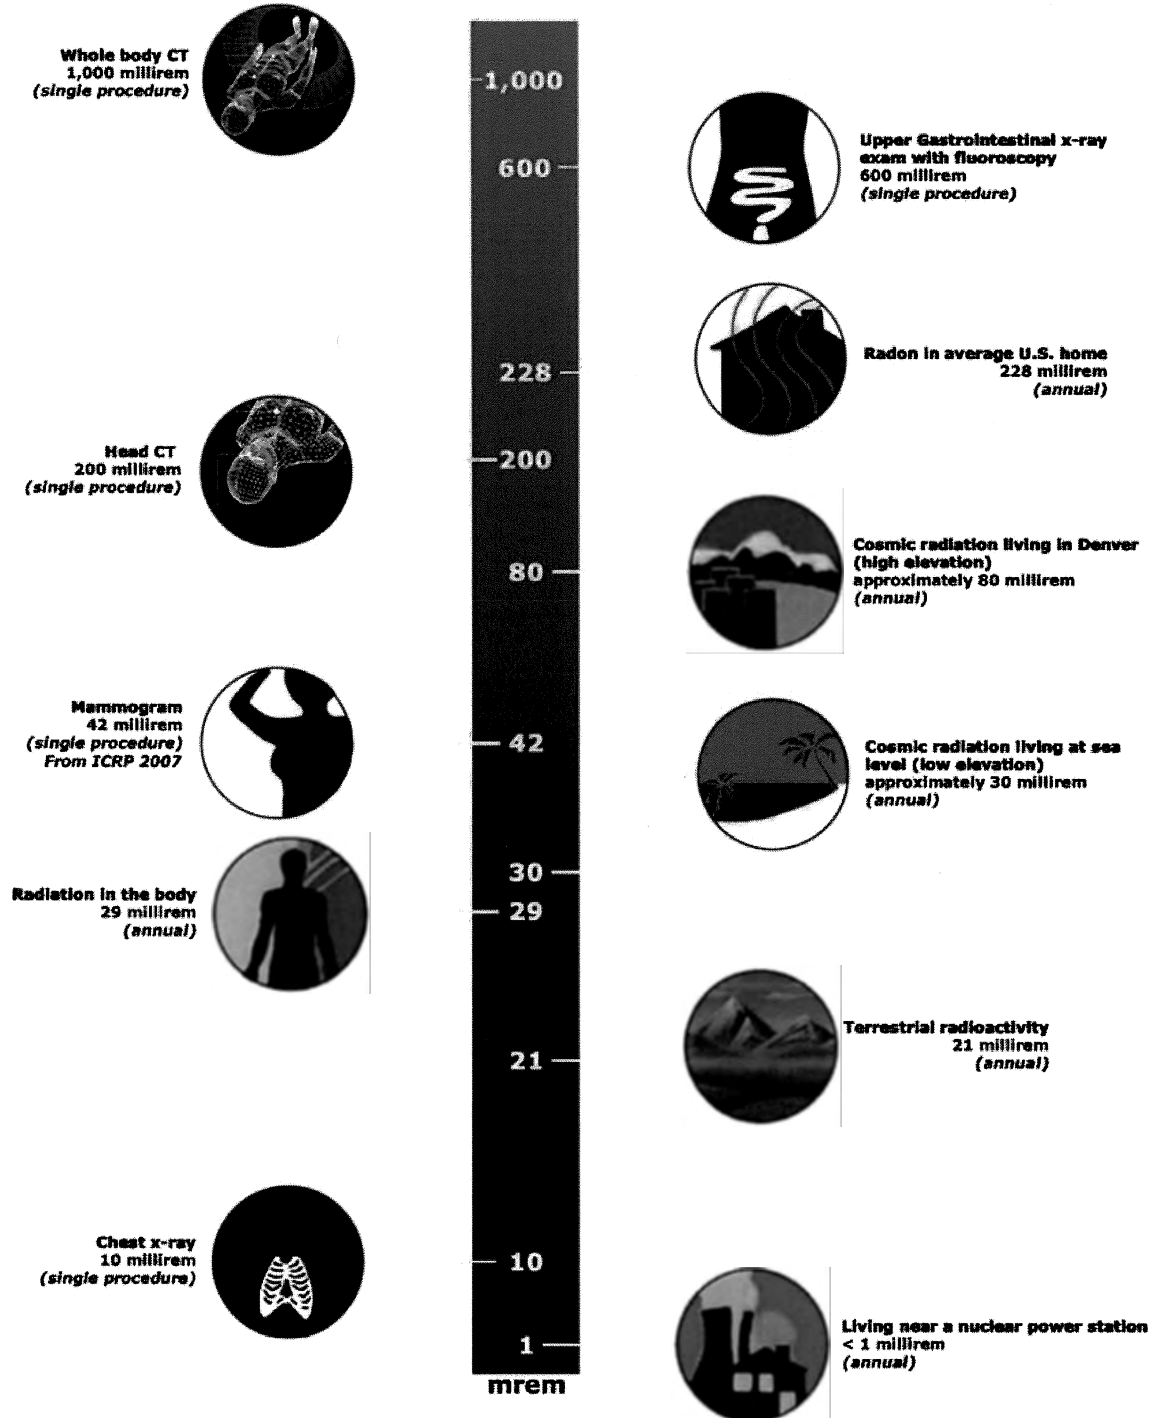 Whole body CT
1,000 millirem
(single procedure)
1,000
Upper Gastrointestinal x-ray
exam with fluoroscopy
600 millirem
(single procedure)
600
Radon in average U.S. home
228 millirem
(annual)
228
Head CT
200 millirem
(single procedure)
200
Cosmic radiation living in Denver
(high elevation)
approximately 80 millirem
(annual)
80
Mammogram
42 millirem
(single procedure)
From ICRP 2007
42
Cosmic radiation living at sea
level (low elevation)
approximately 30 millirem
(annual)
30
Radiation in the body
29 millirem
(annual)
29
Terrestrial radioactivity
21 millirem
(annual)
21
Chest x-ray
10 millirem
(single procedure)
10
Living near a nuclear power station
< 1 millirem
(annual)
1
mrem